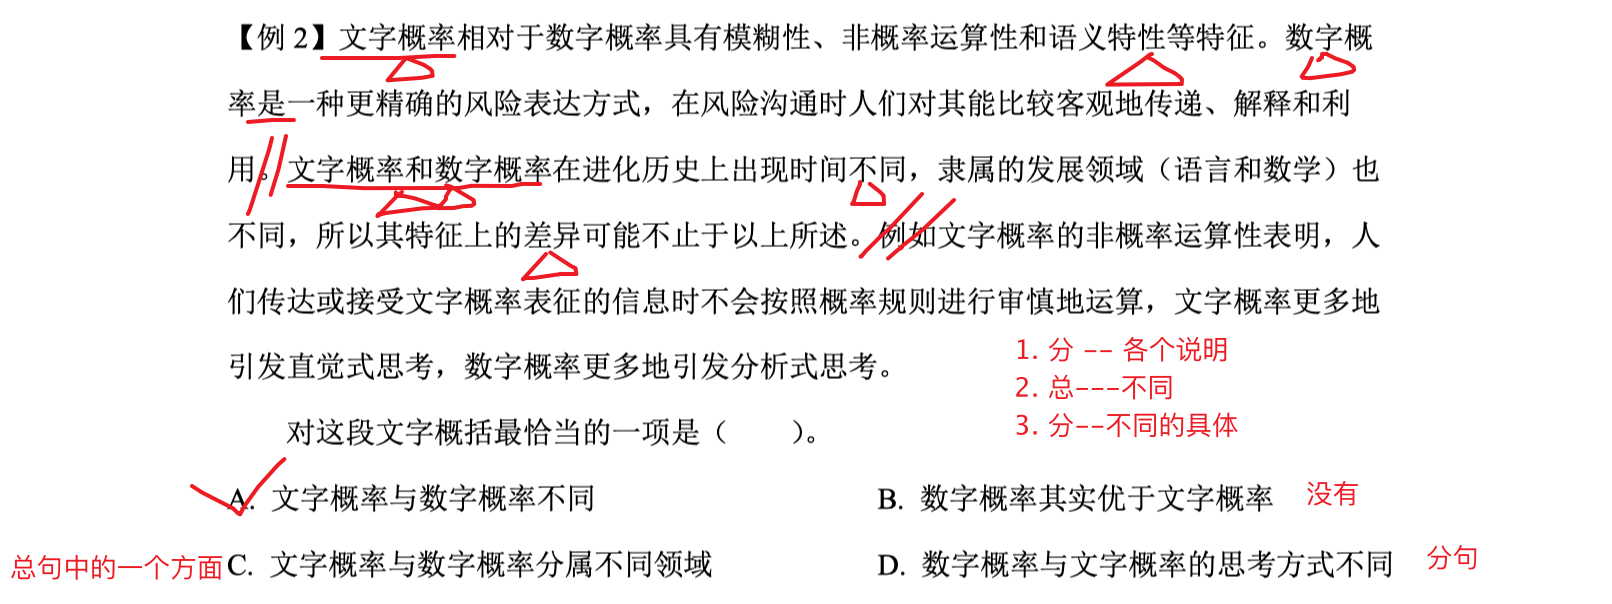 【例 2】文字概率相对于数字概率具有模糊性、非概率运算性和语义特性等特征。数字概
率是一种更精确的风险表达方式，在风险沟通时人们对其能比较客观地传递、解释和利
用。文字概率和数字概率在进化历史上出现时间不同，隶属的发展领域（语言和数学）也
不同，所以其特征上的差异可能不止于以上所述。例如文字概率的非概率运算性表明，人
们传达或接受文字概率表征的信息时不会按照概率规则进行审慎地运算，文字概率更多地
引发直觉式思考，数字概率更多地引发分析式思考。
1. 分 -- 各个说明
2. 总---不同
3. 分--不同的具体
对这段文字概括最恰当的一项是（　　）。
A. 文字概率与数字概率不同
B. 数字概率其实优于文字概率 没有
总句中的一个方面 C. 文字概率与数字概率分属不同领域
D. 数字概率与文字概率的思考方式不同 分句